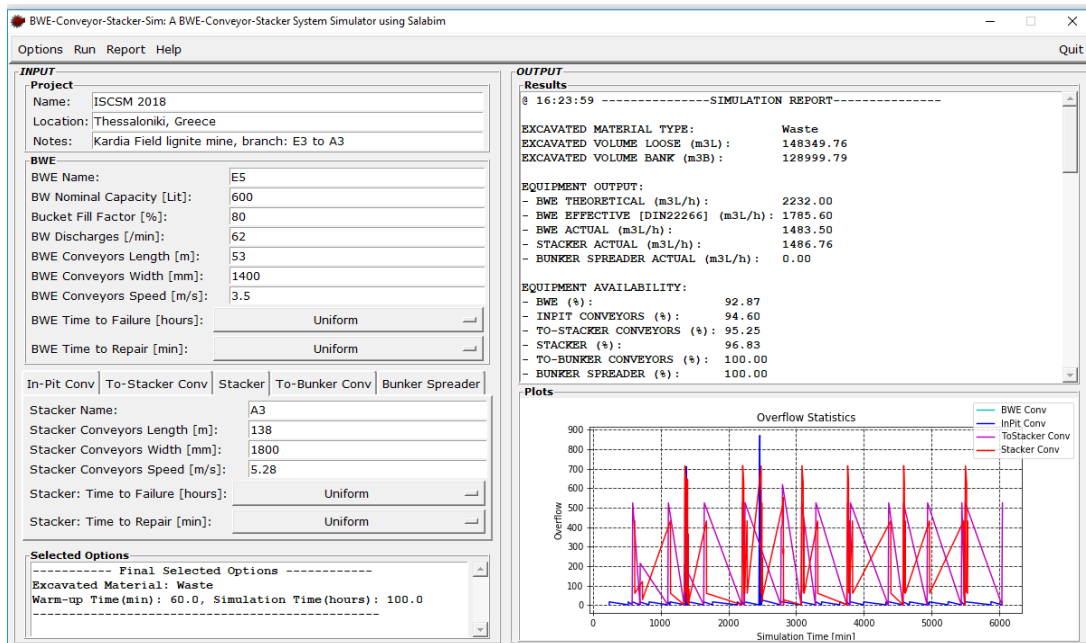 BWE-Conveyor-Stacker-Sim: A BWE-Conveyor-Stacker System Simulator using Salabim
Options Run Report Help Quit
INPUT
Project
Name: ISCSM 2018
Location: Thessaloniki, Greece
Notes: Kardia Field lignite mine, branch: E3 to A3
BWE
BWE Name: E5
BW Nominal Capacity [Lit]: 600
Bucket Fill Factor [%]: 80
BW Discharges [/min]: 62
BWE Conveyors Length [m]: 53
BWE Conveyors Width [mm]: 1400
BWE Conveyors Speed [m/s]: 3.5
BWE Time to Failure [hours]: Uniform
BWE Time to Repair [min]: Uniform
In-Pit Conv To-Stacker Conv Stacker To-Bunker Conv Bunker Spreader
Stacker Name: A3
Stacker Conveyors Length [m]: 138
Stacker Conveyors Width [mm]: 1800
Stacker Conveyors Speed [m/s]: 5.28
Stacker: Time to Failure [hours]: Uniform
Stacker: Time to Repair [min]: Uniform
Selected Options
----------- Final Selected Options -----------
Excavated Material: Waste
Warm-up Time(min): 60.0, Simulation Time(hours): 100.0
---------------------------------------------
OUTPUT
Results
@ 16:23:59 ---------------SIMULATION REPORT---------------
EXCAVATED MATERIAL TYPE: Waste
EXCAVATED VOLUME LOOSE (m3L): 148349.76
EXCAVATED VOLUME BANK (m3B): 128999.79
EQUIPMENT OUTPUT:
- BWE THEORETICAL (m3L/h): 2232.00
- BWE EFFECTIVE [DIN22266] (m3L/h): 1785.60
- BWE ACTUAL (m3L/h): 1483.50
- STACKER ACTUAL (m3L/h): 1486.76
- BUNKER SPREADER ACTUAL (m3L/h): 0.00
EQUIPMENT AVAILABILITY:
- BWE (%): 92.87
- INPIT CONVEYORS (%): 94.60
- TO-STACKER CONVEYORS (%): 95.25
- STACKER (%): 96.83
- TO-BUNKER CONVEYORS (%): 100.00
- BUNKER SPREADER (%): 100.00
Plots
Overflow Statistics
BWE Conv
InPit Conv
ToStacker Conv
Stacker Conv
Overflow
900
800
700
600
500
400
300
200
100
0
0 1000 2000 3000 4000 5000 6000
Simulation Time [min]